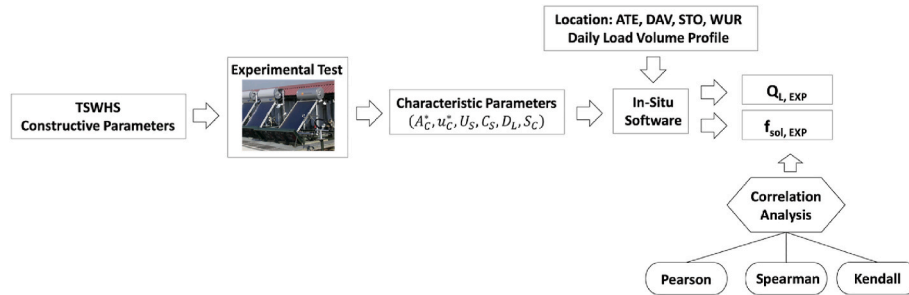 Location: ATE, DAV, STO, WUR
Daily Load Volume Profile
Experimental Test
TSWHS
Constructive Parameters
Characteristic Parameters
(A*C, u*C, US, CS, DL, SC)
In-Situ
Software
QL, EXP
fsol, EXP
Correlation
Analysis
Pearson
Spearman
Kendall